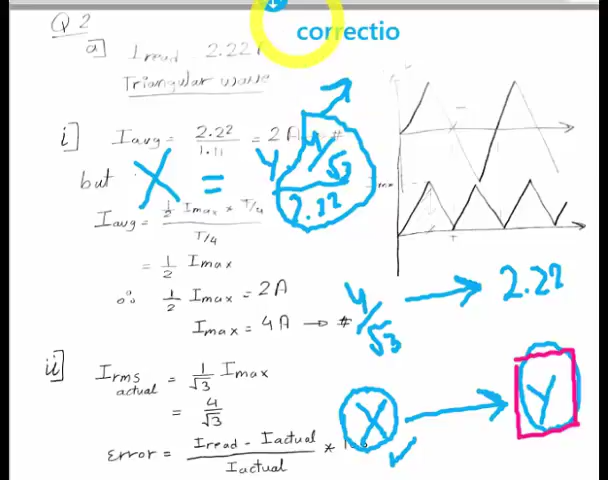 correctio
Q2
a] Iread 2.22A
Triangular wave
i] Iavg = 2.22 / 1.11 = 2A #
but
X = Y 4/√3 / 2.22
Iavg = 1/2 Imax * T/4 / T/4
= 1/2 Imax
∴ 1/2 Imax = 2A
Imax = 4A → #
4/√3 → 2.22
ii] Irms actual = 1/√3 Imax
= 4/√3
X → Y
Error = Iread - Iactual / Iactual *